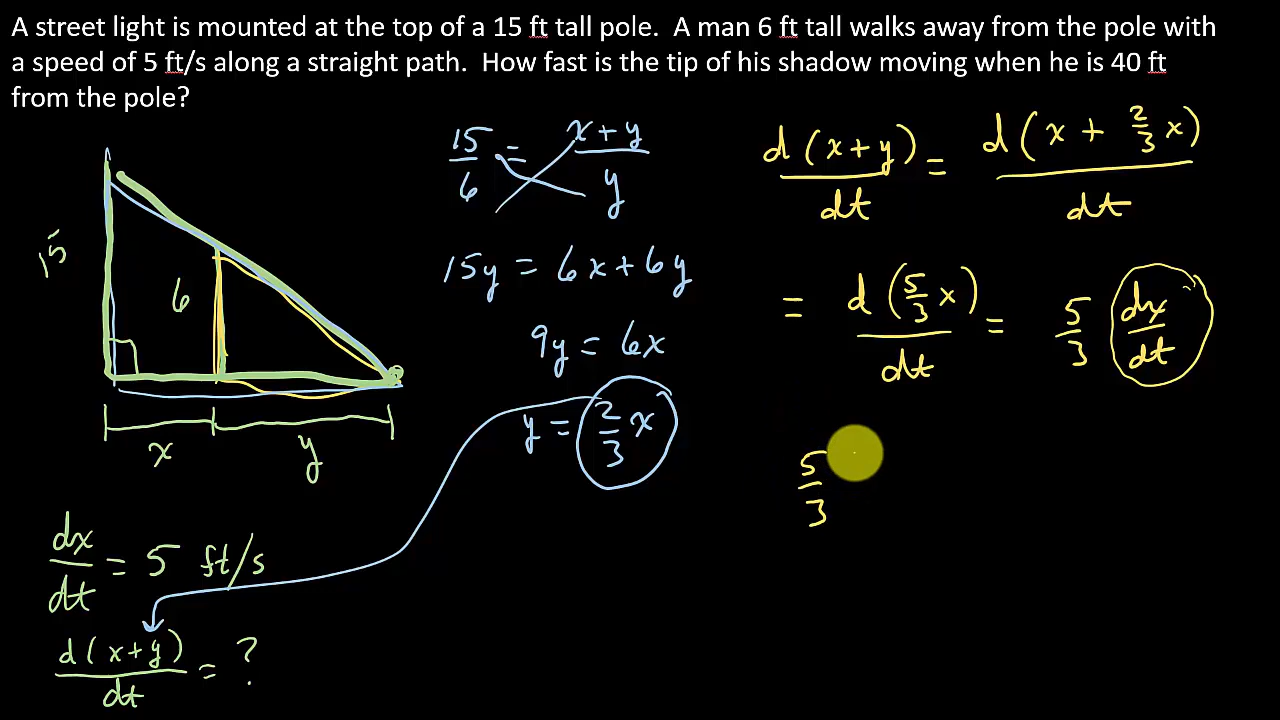 A street light is mounted at the top of a 15 ft tall pole. A man 6 ft tall walks away from the pole with
a speed of 5 ft/s along a straight path. How fast is the tip of his shadow moving when he is 40 ft
from the pole?
15
6
x
y
dx/dt = 5 ft/s
d(x+y)/dt = ?
15/6 = x+y/y
15y = 6x+6y
9y = 6x
y = 2/3 x
d(x+y)/dt = d(x + 2/3 x)/dt
= d(5/3 x)/dt = 5/3 dx/dt
5/3